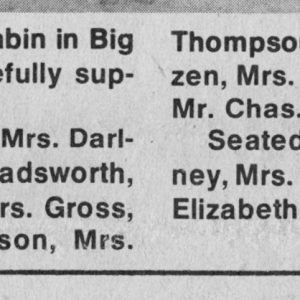 abin in Big
efully sup-
Mrs. Darl-
adsworth,
rs. Gross,
son, Mrs.
Thompson
zen, Mrs.
Mr. Chas.
Seated
ney, Mrs.
Elizabeth